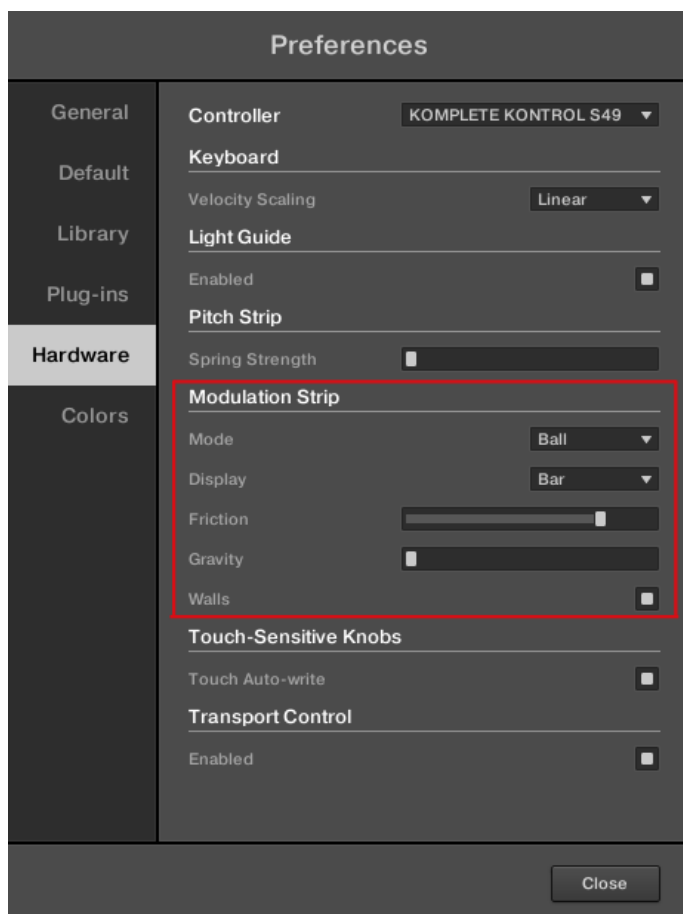 Preferences
General
Default
Library
Plug-ins
Hardware
Colors
Controller KOMPLETE KONTROL S49
Keyboard
Velocity Scaling Linear
Light Guide
Enabled
Pitch Strip
Spring Strength
Modulation Strip
Mode Ball
Display Bar
Friction
Gravity
Walls
Touch-Sensitive Knobs
Touch Auto-write
Transport Control
Enabled
Close